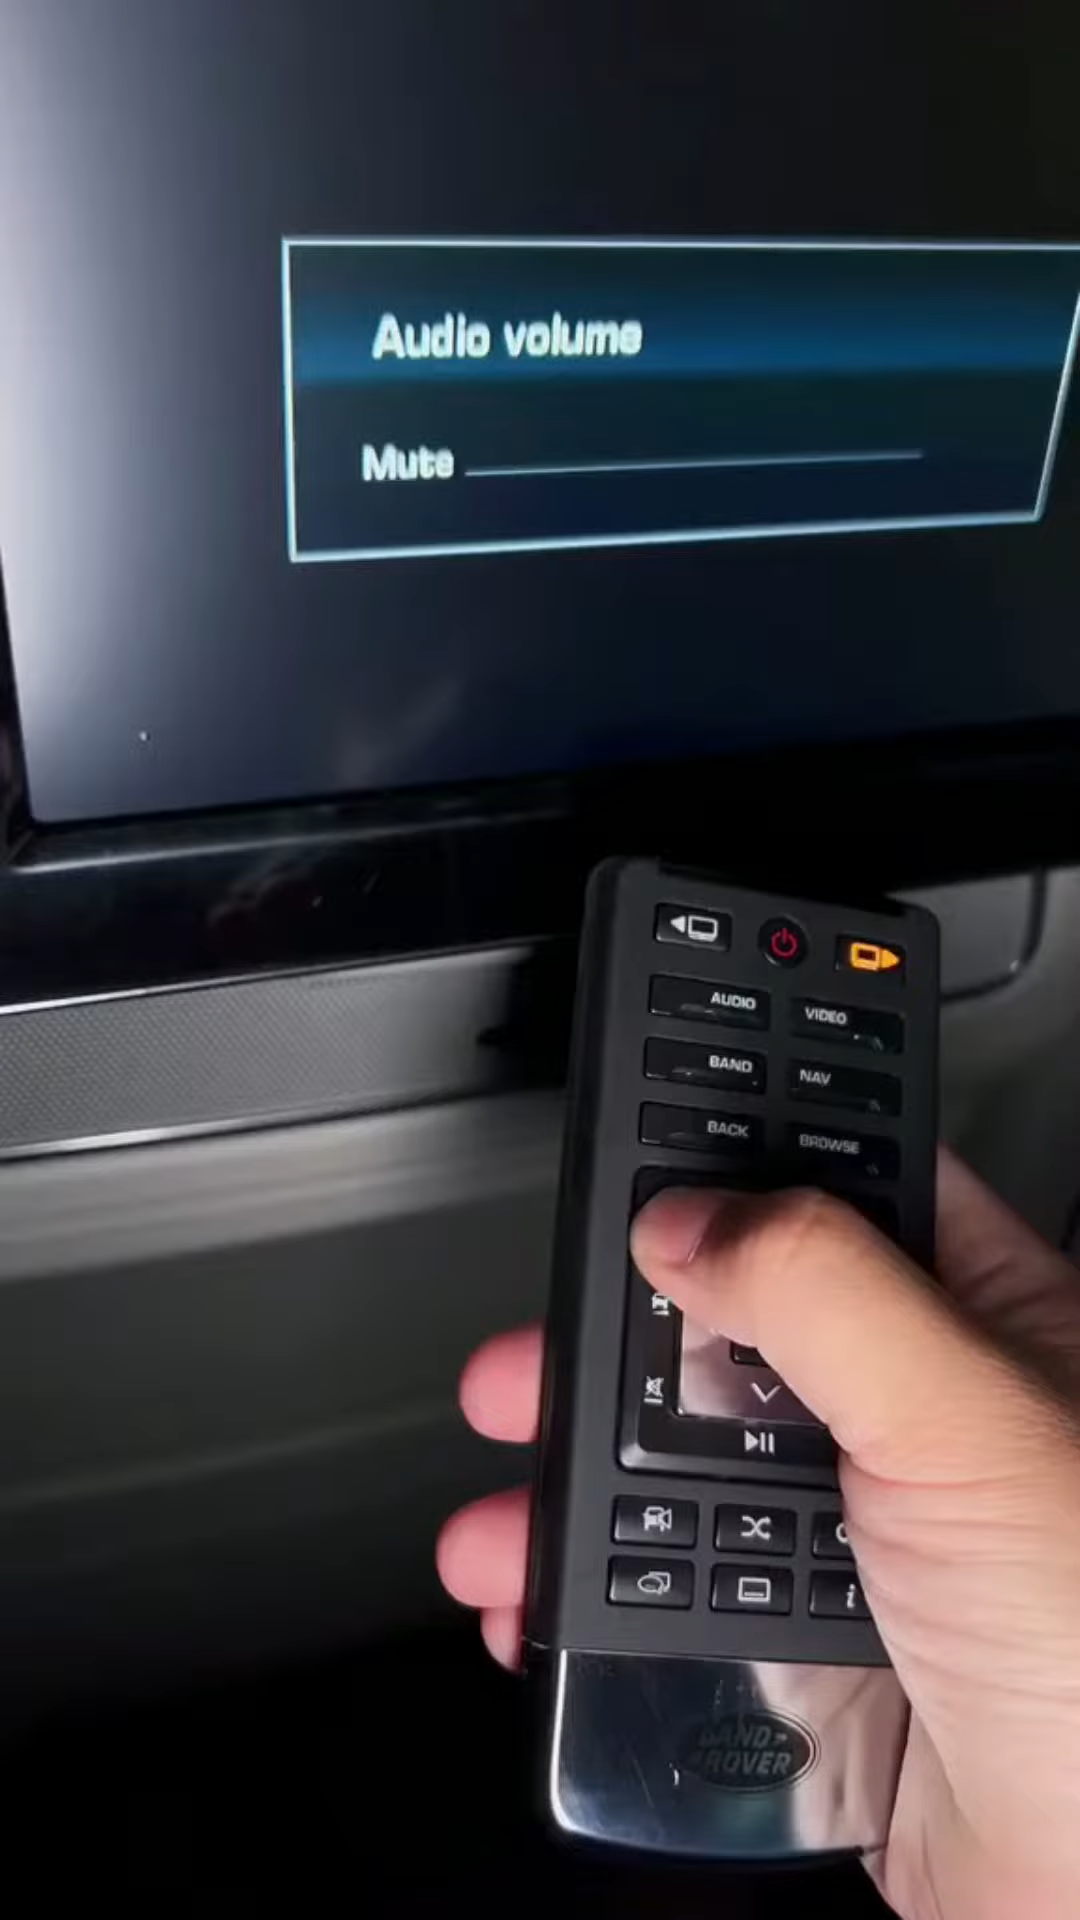 Audio volume
Mute
AUDIO
VIDEO
BAND
NAV
BACK
BROWSE
LAND-
ROVER